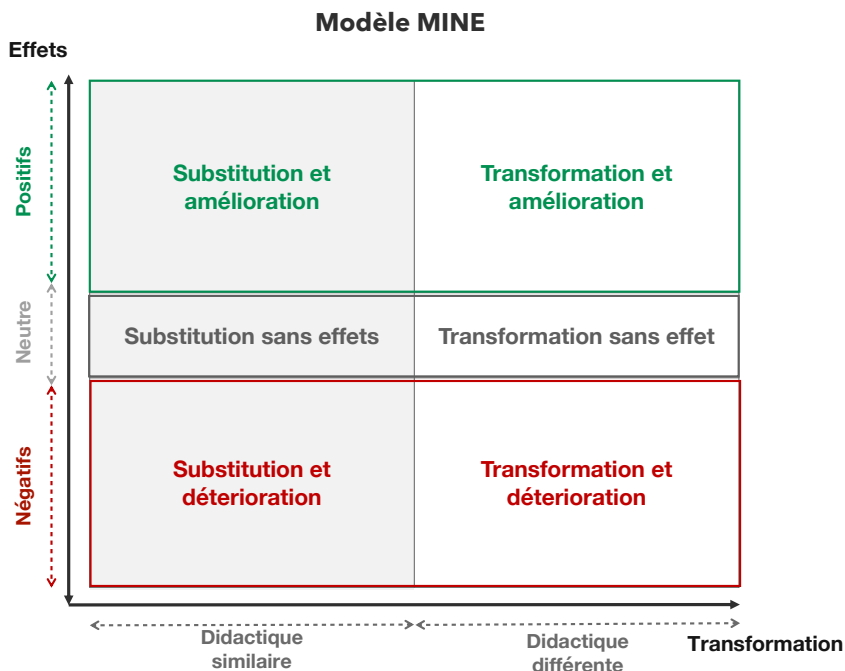 Modèle MINE
Effets
Positifs
Substitution et
amélioration
Transformation et
amélioration
Neutre
Substitution sans effets
Transformation sans effet
Négatifs
Substitution et
déterioration
Transformation et
déterioration
Didactique
similaire
Didactique
différente
Transformation